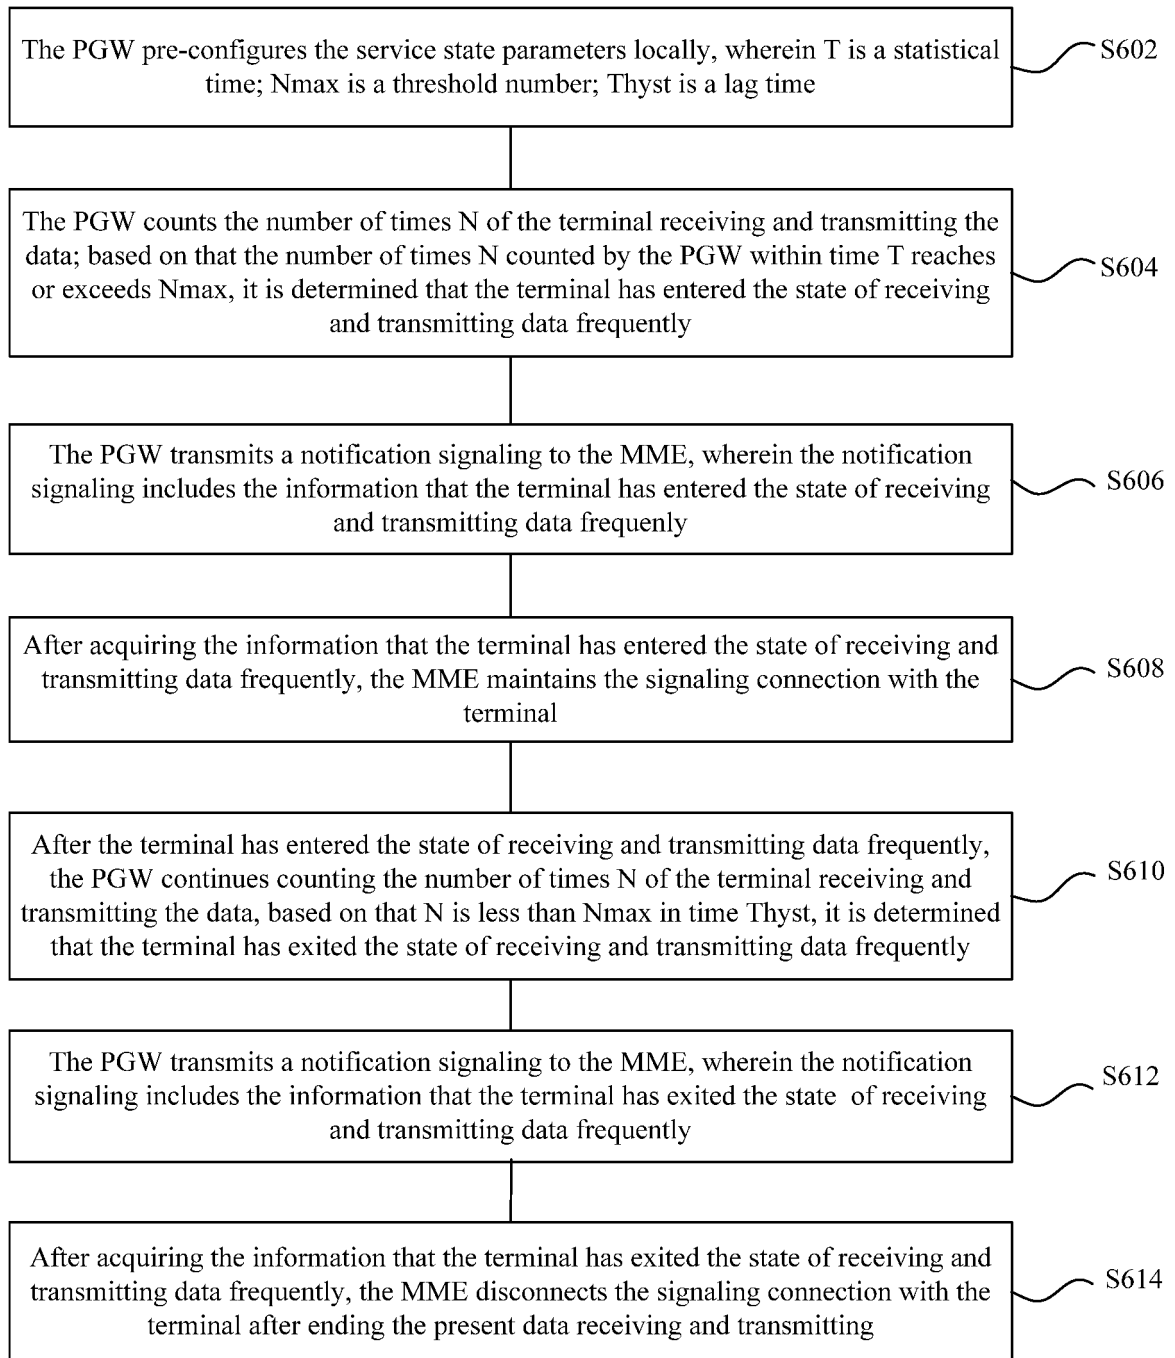 The PGW pre-configures the service state parameters locally, wherein T is a statistical
time; Nmax is a threshold number; Thyst is a lag time
S602
The PGW counts the number of times N of the terminal receiving and transmitting the
data; based on that the number of times N counted by the PGW within time T reaches
or exceeds Nmax, it is determined that the terminal has entered the state of receiving
and transmitting data frequently
S604
The PGW transmits a notification signaling to the MME, wherein the notification
signaling includes the information that the terminal has entered the state of receiving
and transmitting data frequenly
S606
After acquiring the information that the terminal has entered the state of receiving and
transmitting data frequently, the MME maintains the signaling connection with the
terminal
S608
After the terminal has entered the state of receiving and transmitting data frequently,
the PGW continues counting the number of times N of the terminal receiving and
transmitting the data, based on that N is less than Nmax in time Thyst, it is determined
that the terminal has exited the state of receiving and transmitting data frequently
S610
The PGW transmits a notification signaling to the MME, wherein the notification
signaling includes the information that the terminal has exited the state of receiving
and transmitting data frequently
S612
After acquiring the information that the terminal has exited the state of receiving and
transmitting data frequently, the MME disconnects the signaling connection with the
terminal after ending the present data receiving and transmitting
S614